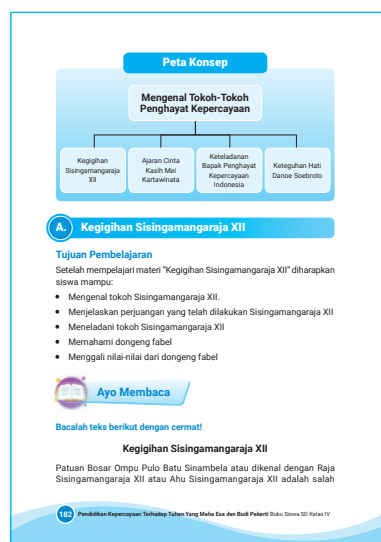 Peta Konsep
Mengenal Tokoh-Tokoh
Penghayat Kepercayaan
Kegigihan
Sisingamangaraja
XII
Ajaran Cinta
Kasih Mei
Kartawinata
Keteladanan
Bapak Penghayat
Kepercayaan
Indonesia
Keteguhan Hati
Danoe Soebroto
A. Kegigihan Sisingamangaraja XII
Tujuan Pembelajaran
Setelah mempelajari materi "Kegigihan Sisingamangaraja XII" diharapkan
siswa mampu:
• Mengenal tokoh Sisingamangaraja XII.
• Menjelaskan perjuangan yang telah dilakukan Sisingamangaraja XII
• Meneladani tokoh Sisingamangaraja XII
• Memahami dongeng fabel
• Menggali nilai-nilai dari dongeng fabel
Ayo Membaca
Bacalah teks berikut dengan cermat!
Kegigihan Sisingamangaraja XII
Patuan Bosar Ompu Pulo Batu Sinambela atau dikenal dengan Raja
Sisingamangaraja XII atau Ahu Sisingamangaraja XII adalah salah
182 Pendidikan Kepercayaan Terhadap Tuhan Yang Maha Esa dan Budi Pekerti Buku Siswa SD Kelas IV